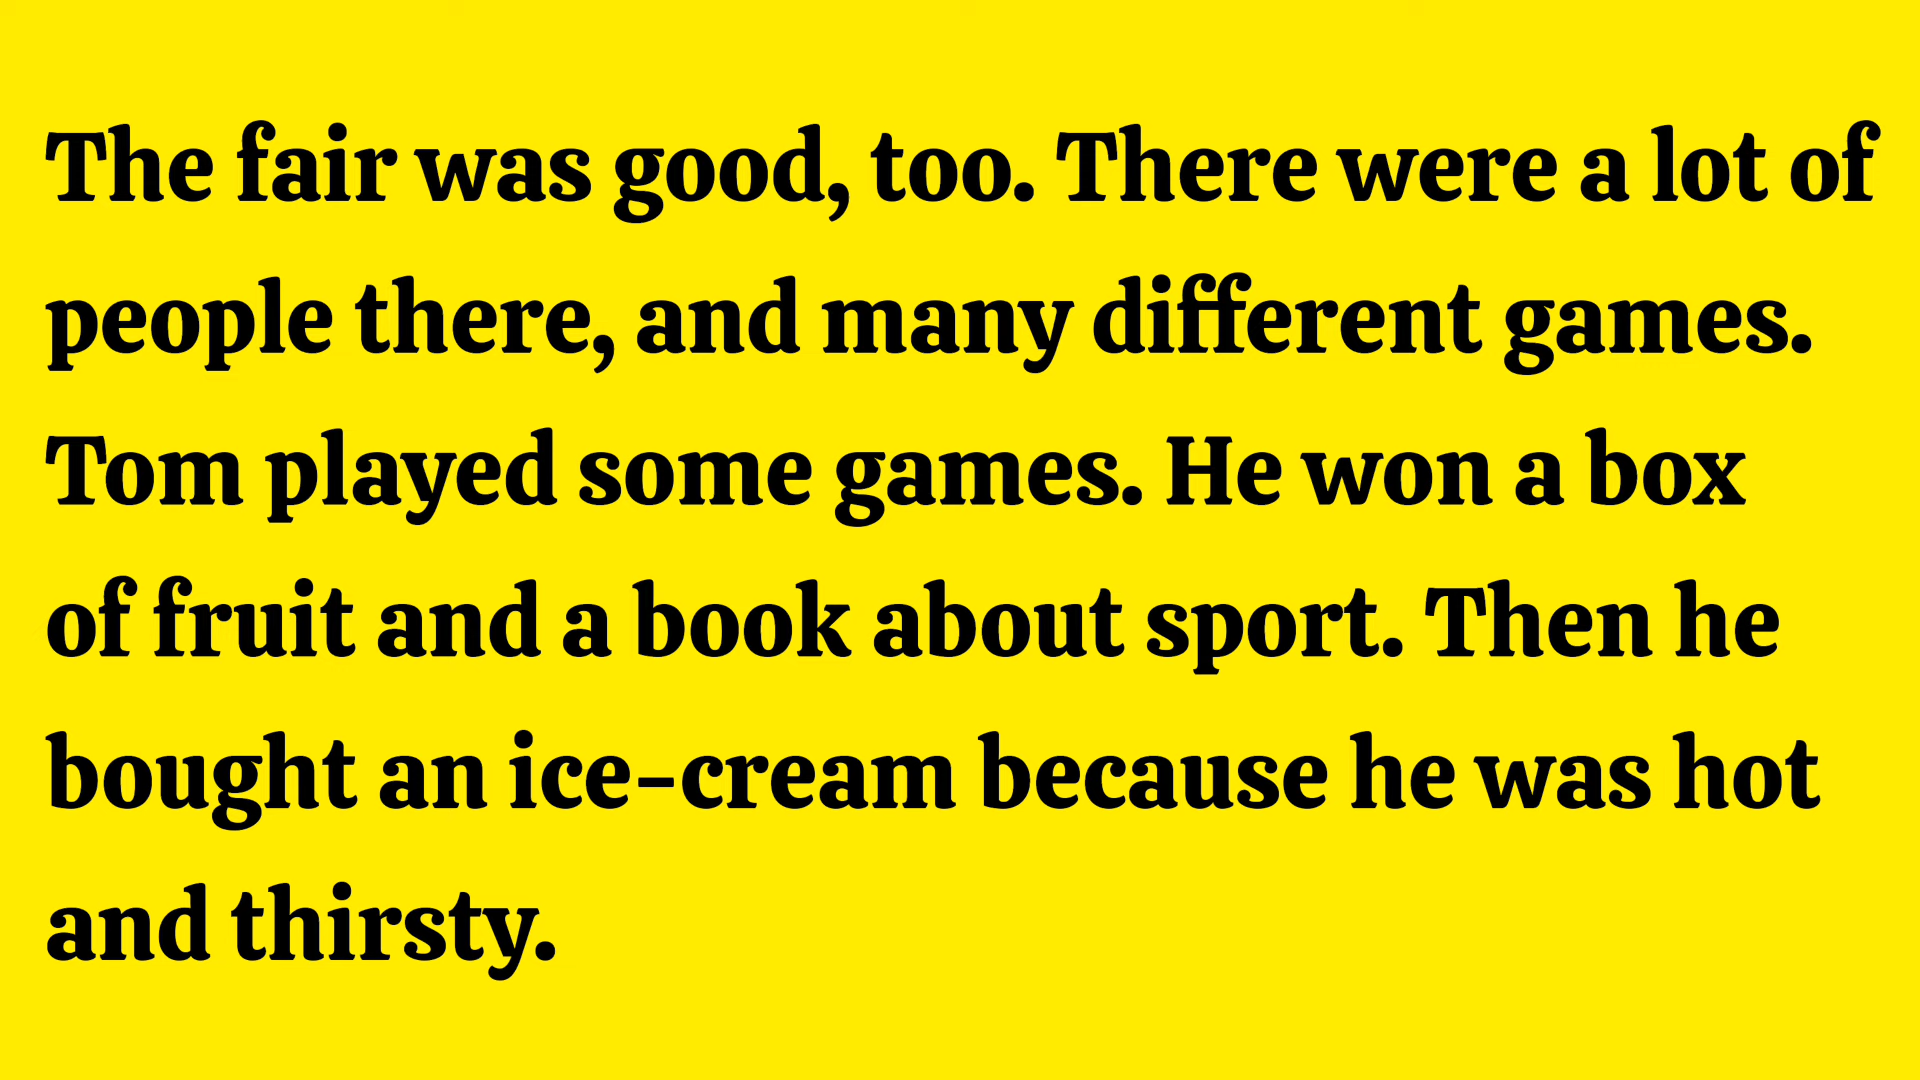 The fair was good, too. There were a lot of
people there, and many different games.
Tom played some games. He won a box
of fruit and a book about sport. Then he
bought an ice-cream because he was hot
and thirsty.